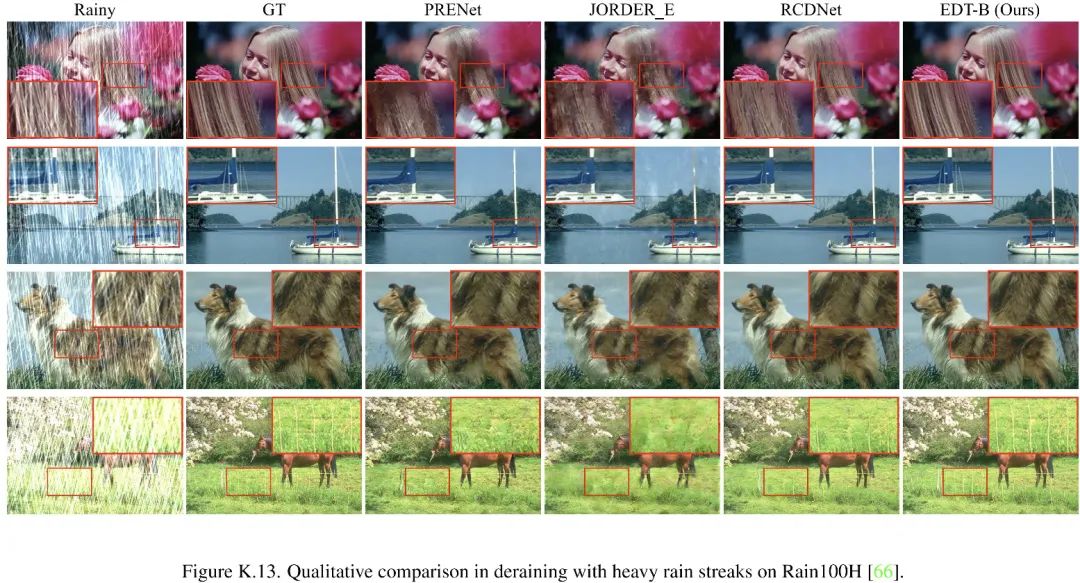 Rainy GT PRENet JORDER_E RCDNet EDT-B (Ours)
Figure K.13. Qualitative comparison in deraining with heavy rain streaks on Rain100H [66].